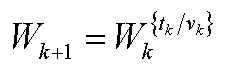 W_{k+1} = W_k^{\{t_k/v_k\}}